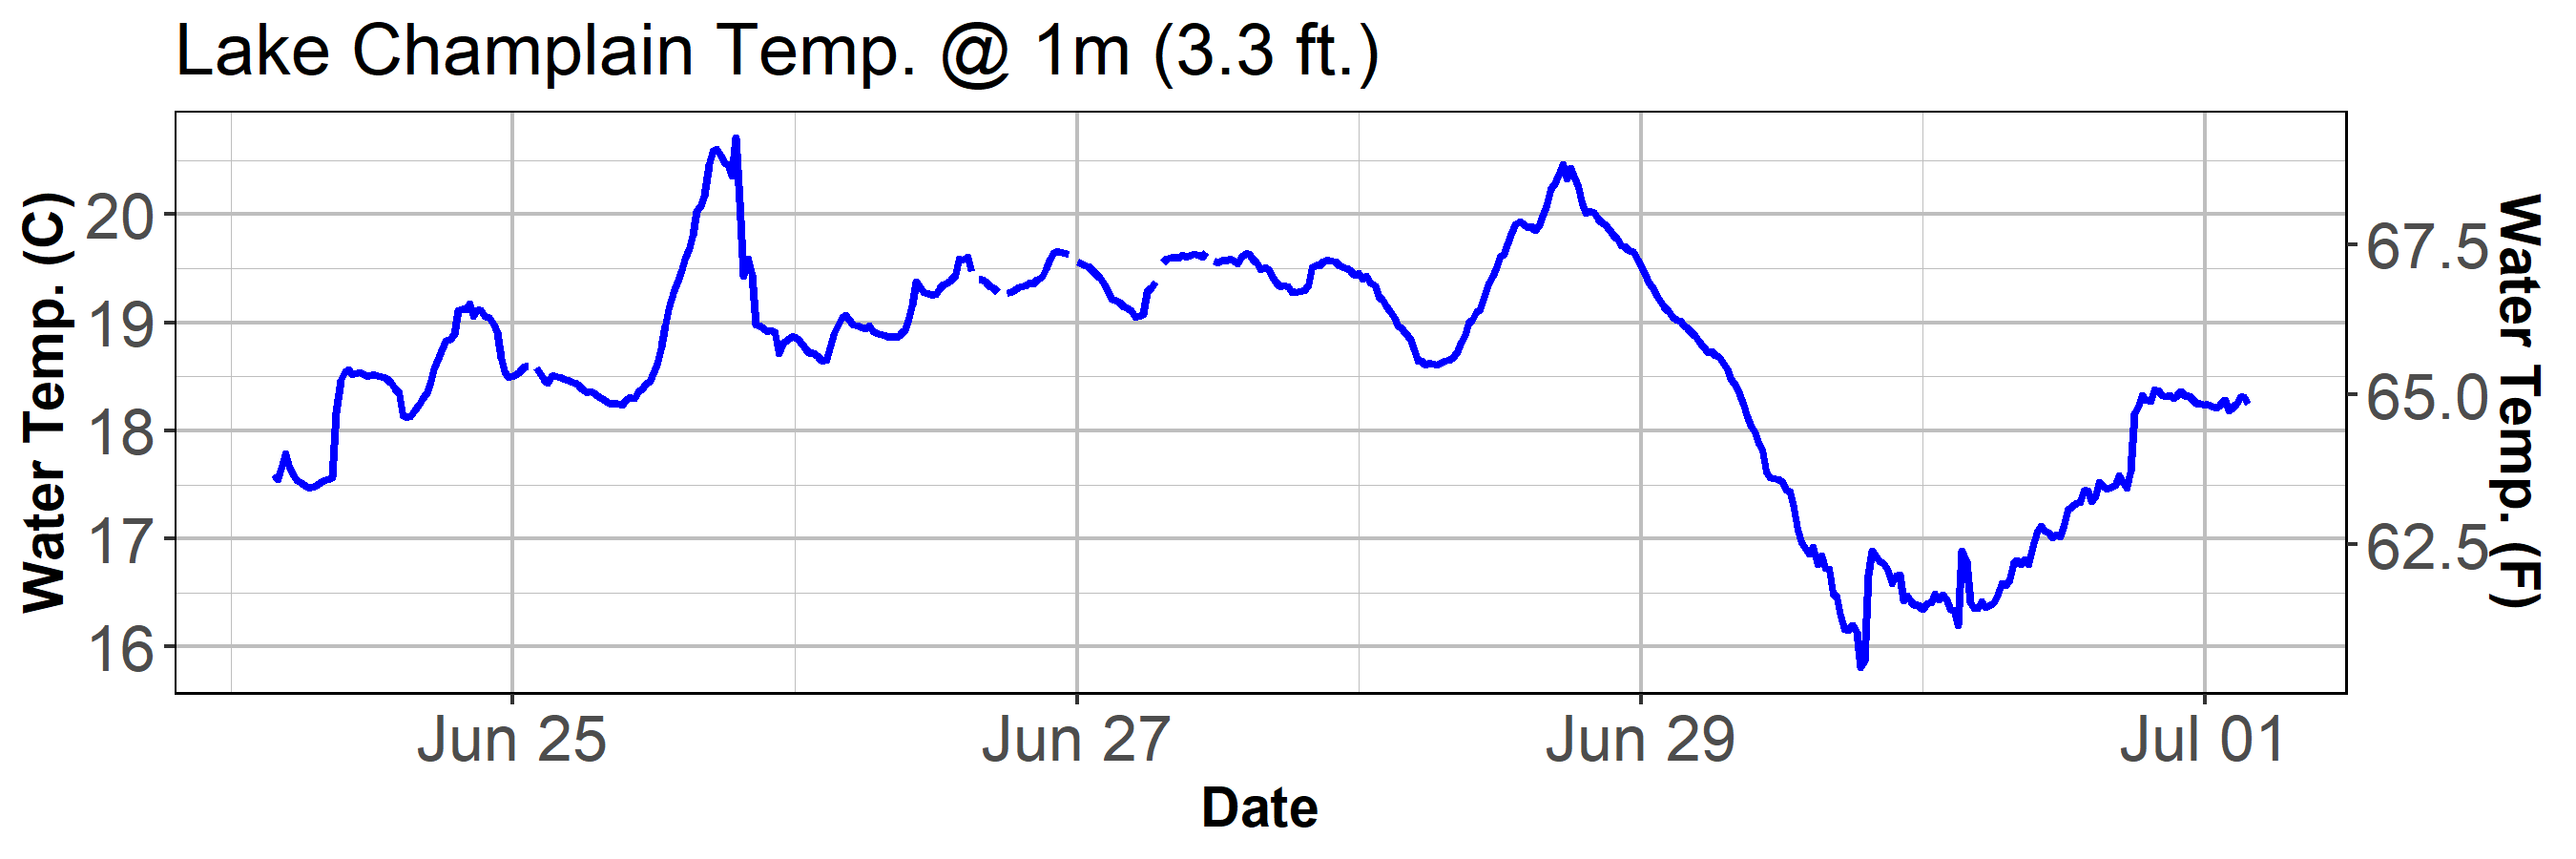 Lake Champlain Temp. @ 1m (3.3 ft.)
Water Temp. (C)
20
19
18
17
16
67.5
65.0
62.5
Water Temp. (F)
Jun 25
Jun 27
Jun 29
Jul 01
Date